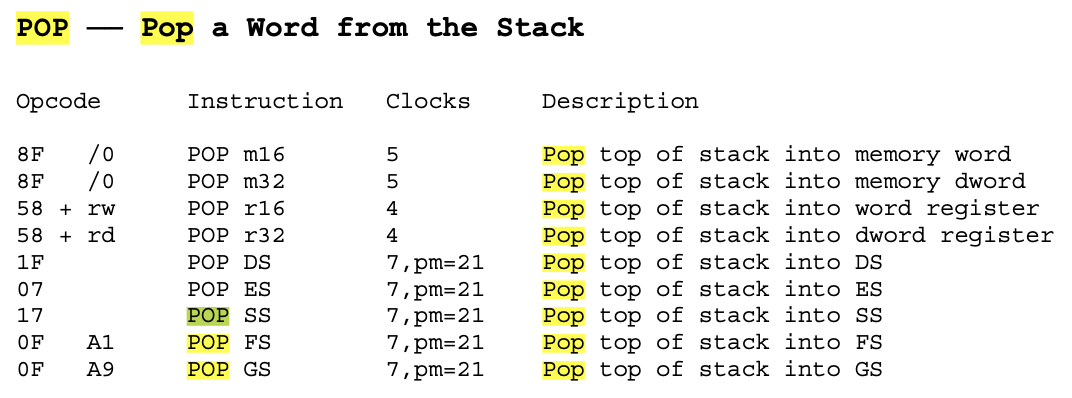 POP — Pop a Word from the Stack
Opcode Instruction Clocks Description
8F /0 POP m16 5 Pop top of stack into memory word
8F /0 POP m32 5 Pop top of stack into memory dword
58 + rw POP r16 4 Pop top of stack into word register
58 + rd POP r32 4 Pop top of stack into dword register
1F POP DS 7,pm=21 Pop top of stack into DS
07 POP ES 7,pm=21 Pop top of stack into ES
17 POP SS 7,pm=21 Pop top of stack into SS
0F A1 POP FS 7,pm=21 Pop top of stack into FS
0F A9 POP GS 7,pm=21 Pop top of stack into GS